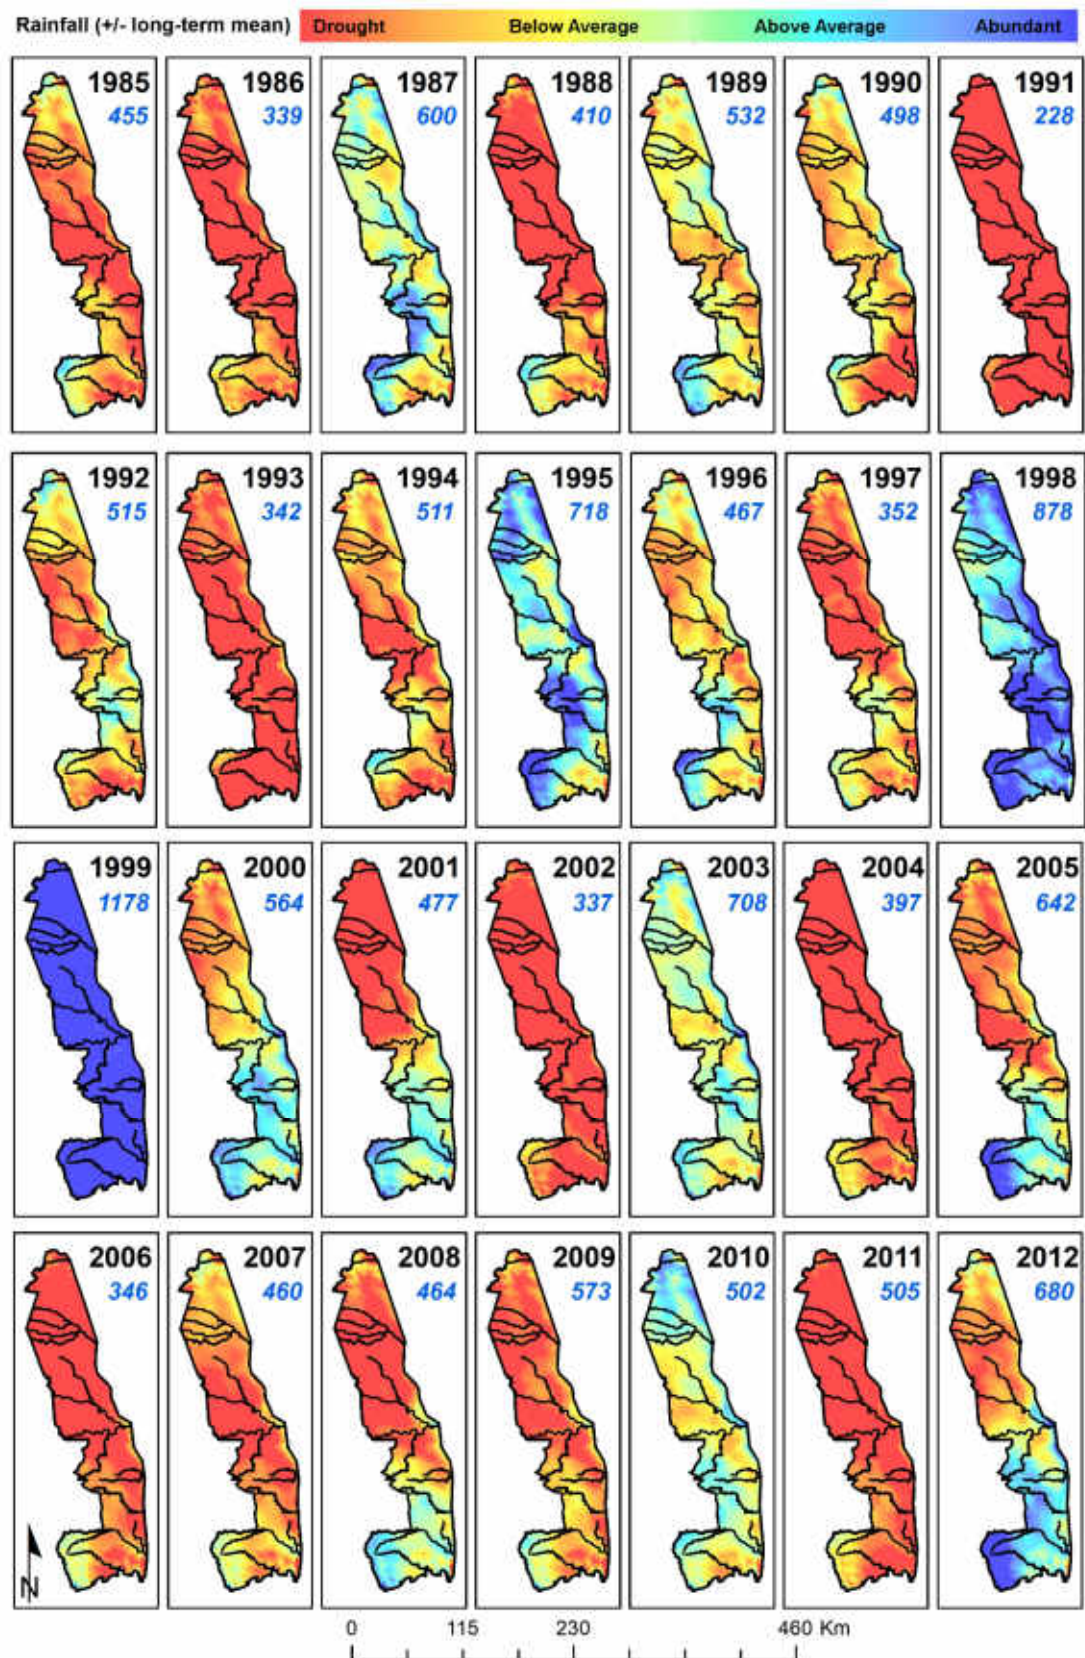 Rainfall (+/- long-term mean) Drought Below Average Above Average Abundant
1985 1986 1987 1988 1989 1990 1991
455 339 600 410 532 498 228
1992 1993 1994 1995 1996 1997 1998
515 342 511 718 467 352 878
1999 2000 2001 2002 2003 2004 2005
1178 564 477 337 708 397 642
2006 2007 2008 2009 2010 2011 2012
346 460 464 573 502 505 680
N
0 115 230 460 Km